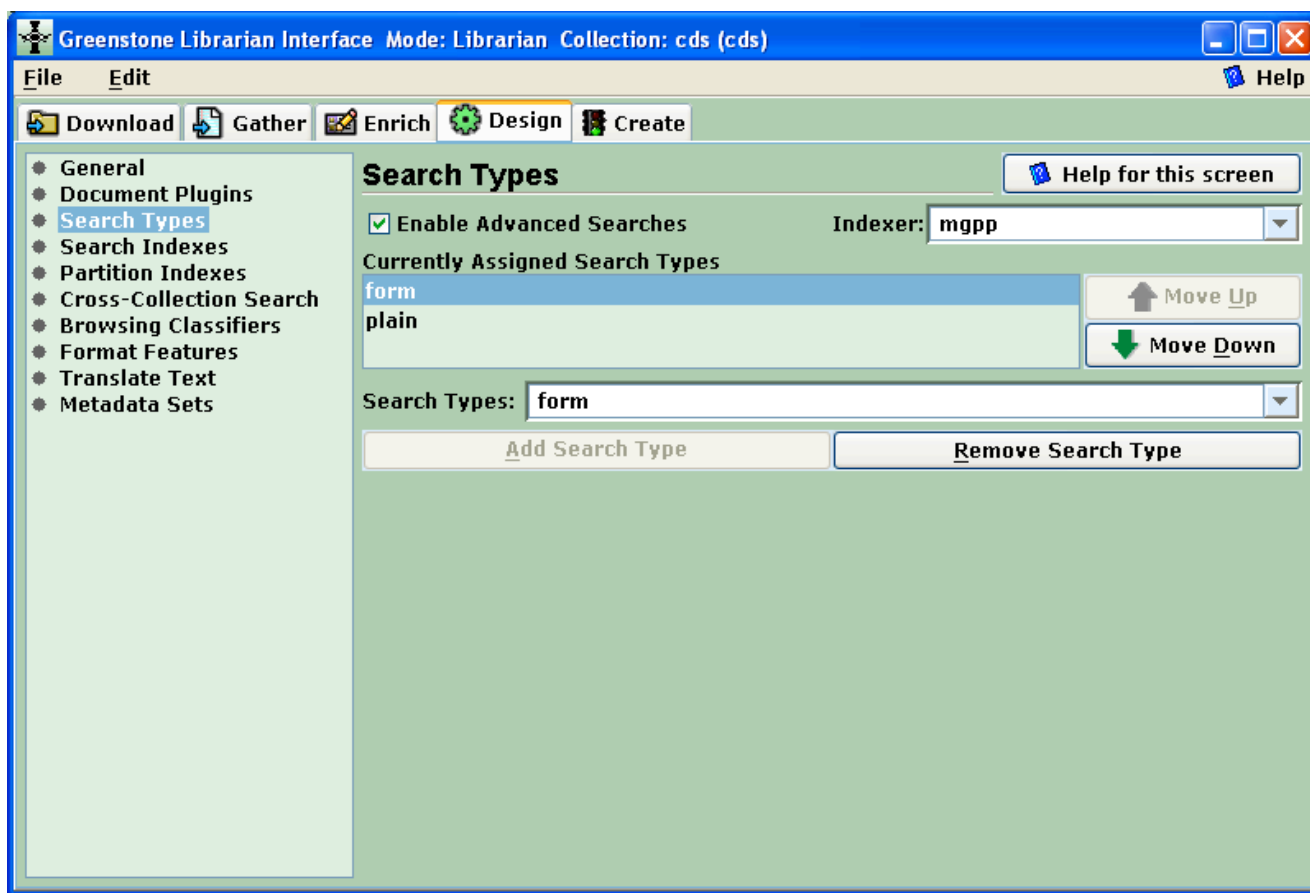 Greenstone Librarian Interface  Mode: Librarian  Collection: cds (cds)
File Edit Help
Download Gather Enrich Design Create
General
Document Plugins
Search Types
Search Indexes
Partition Indexes
Cross-Collection Search
Browsing Classifiers
Format Features
Translate Text
Metadata Sets
Search Types
Help for this screen
Enable Advanced Searches
Indexer: mgpp
Currently Assigned Search Types
form
plain
Move Up
Move Down
Search Types: form
Add Search Type
Remove Search Type